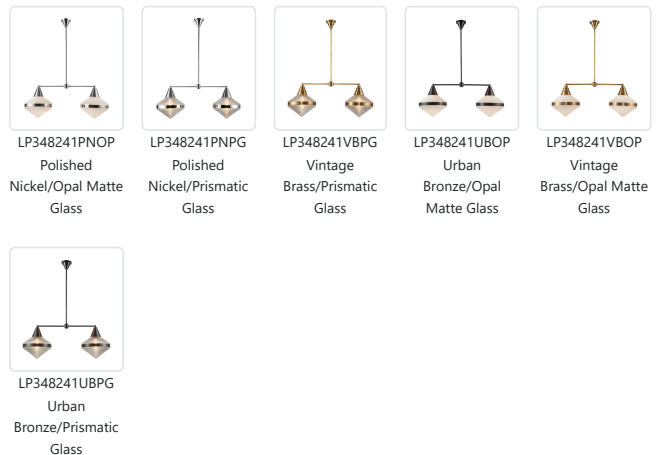 LP348241PNOP
Polished
Nickel/Opal Matte
Glass
LP348241PNPG
Polished
Nickel/Prismatic
Glass
LP348241VBPG
Vintage
Brass/Prismatic
Glass
LP348241UBOP
Urban
Bronze/Opal
Matte Glass
LP348241VBOP
Vintage
Brass/Opal Matte
Glass
LP348241UBPG
Urban
Bronze/Prismatic
Glass